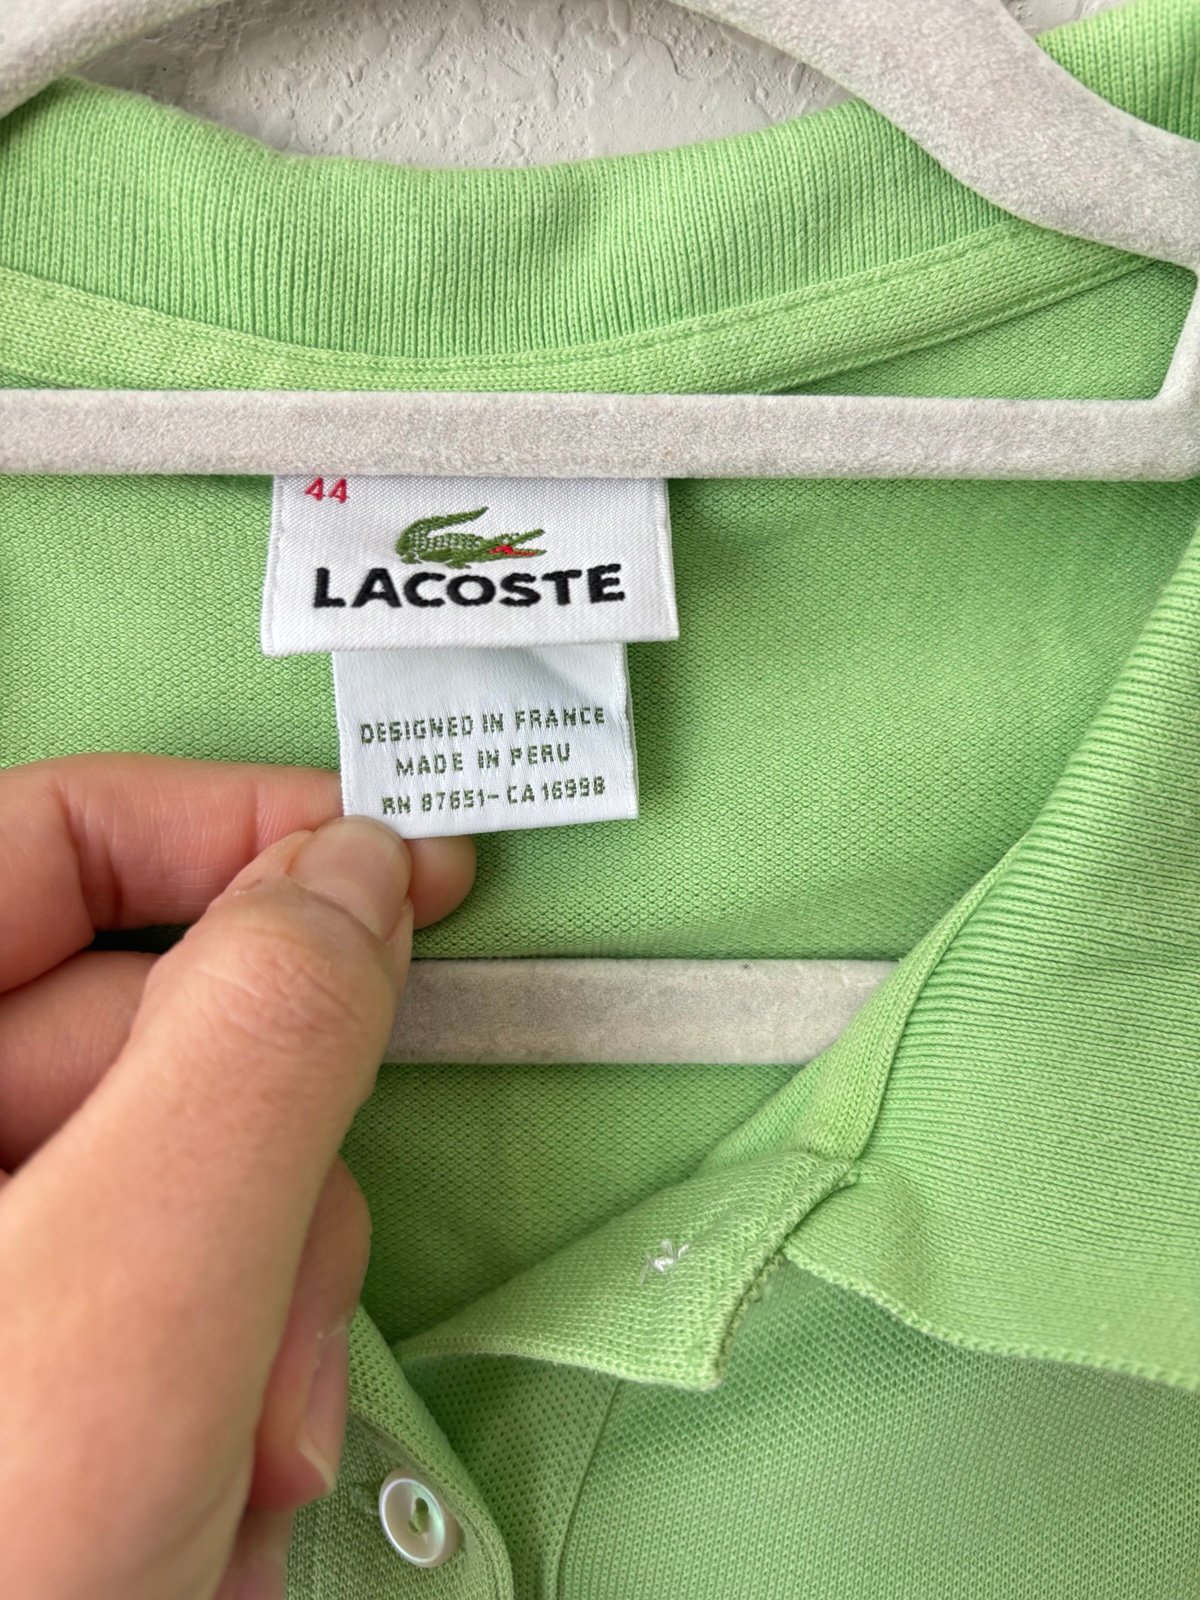 44
LACOSTE
DESIGNED IN FRANCE
MADE IN PERU
RN 87651-CA 16998